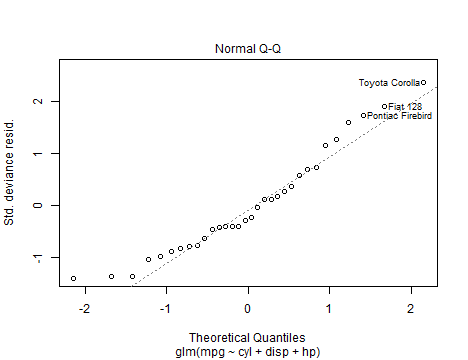 Normal Q-Q
Toyota Corolla
Fiat 128
Pontiac Firebird
Std. deviance resid.
2
1
0
-1
-2
-1
0
1
2
Theoretical Quantiles
glm(mpg ~ cyl + disp + hp)